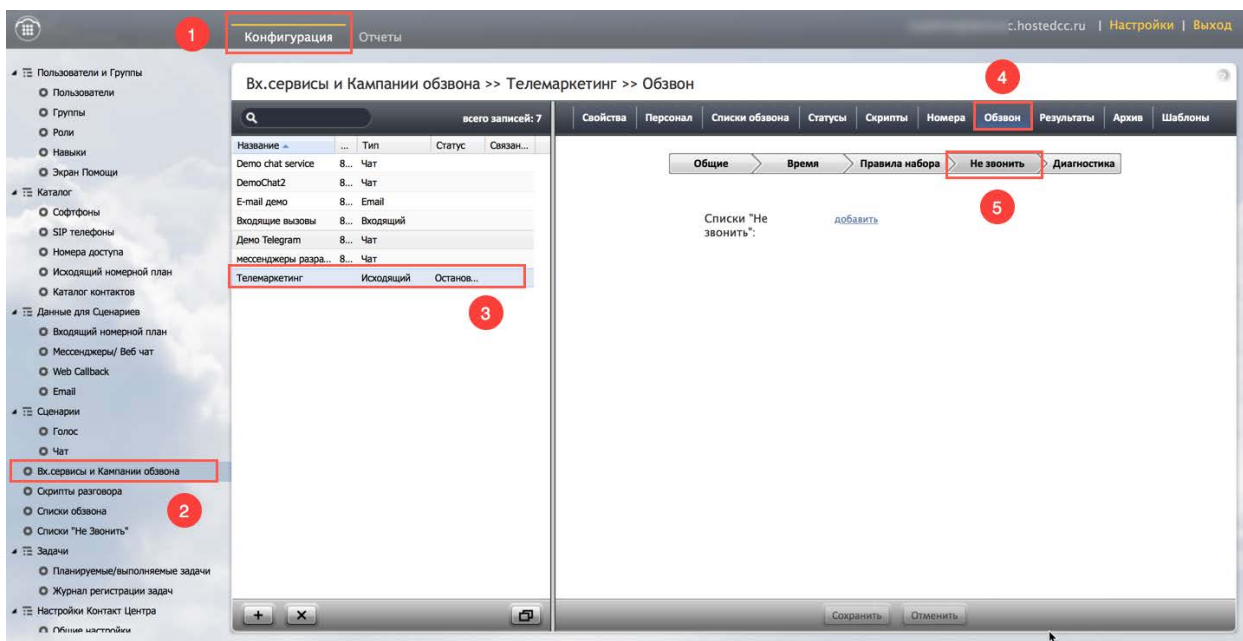 1
Конфигурация
Отчеты
c.hostedcc.ru | Настройки | Выход
Пользователи и Группы
Пользователи
Группы
Роли
Навыки
Экран Помощи
Каталог
Софтфоны
SIP телефоны
Номера доступа
Исходящий номерной план
Каталог контактов
Данные для Сценариев
Входящий номерной план
Мессенджеры/ Веб чат
Web Callback
Email
Сценарии
Голос
Чат
Вх.сервисы и Кампании обзвона
Скрипты разговора
2
Списки обзвона
Списки "Не Звонить"
Задачи
Планируемые/выполняемые задачи
Журнал регистрации задач
Настройки Контакт Центра
Общие настройки
Вх.сервисы и Кампании обзвона >> Телемаркетинг >> Обзвон
4
всего записей: 7
Название ... Тип Статус Связан...
Demo chat service 8... Чат
DemoChat2 8... Чат
E-mail демо 8... Email
Входящие вызовы 8... Входящий
Демо Telegram 8... Чат
мессенджеры разра... 8... Чат
Телемаркетинг Исходящий Останов...
3
Свойства Персонал Списки обзвона Статусы Скрипты Номера Обзвон Результаты Архив Шаблоны
Общие Время Правила набора Не звонить Диагностика
5
Списки "Не
звонить":
добавить
Сохранить Отменить